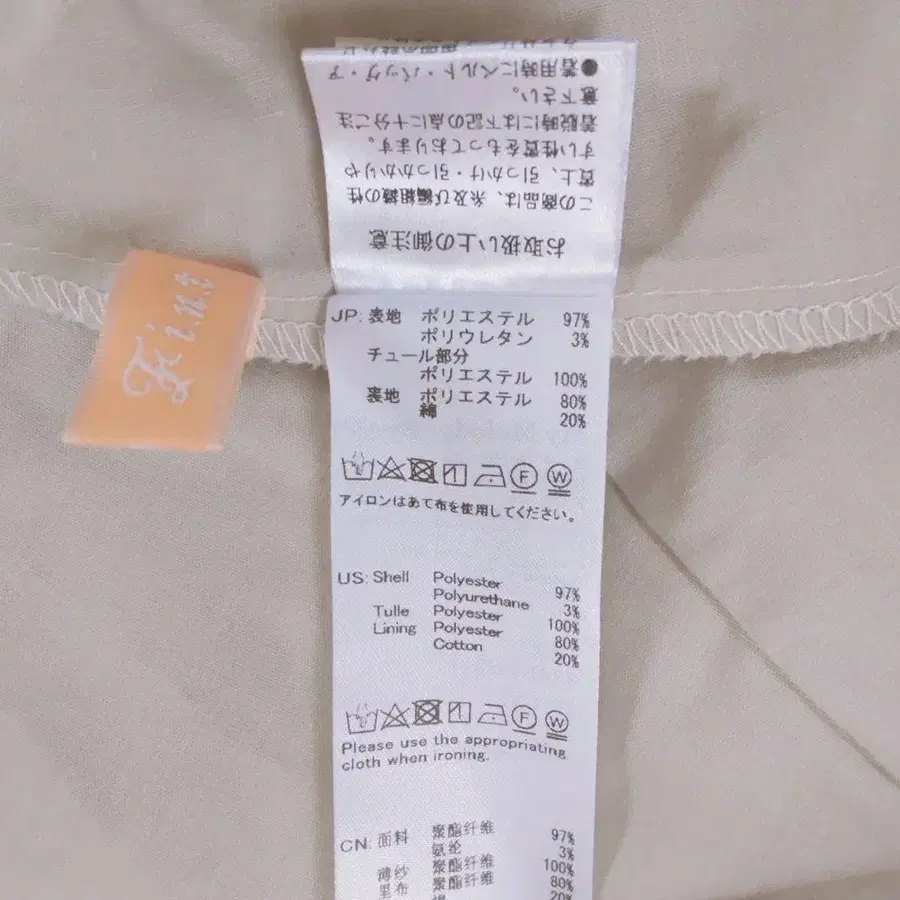 お取扱い上の御注意
この商品は、糸及び編組織の性
質上、引っかけ・引っかかりや
すい性質をもっております。
着脱時には下記の点に十分ご注
意下さい。
●着用時にベルト・バッグ・ア
JP: 表地 ポリエステル 97%
ポリウレタン 3%
チュール部分
ポリエステル 100%
裏地 ポリエステル 80%
綿 20%
F W
アイロンはあて布を使用してください。
US: Shell Polyester 97%
Polyurethane 3%
Tulle Polyester 100%
Lining Polyester 80%
Cotton 20%
F W
Please use the appropriating
cloth when ironing.
CN: 面料 聚酯纤维 97%
氨纶 3%
薄纱 聚酯纤维 100%
里布 聚酯纤维 80%
20%